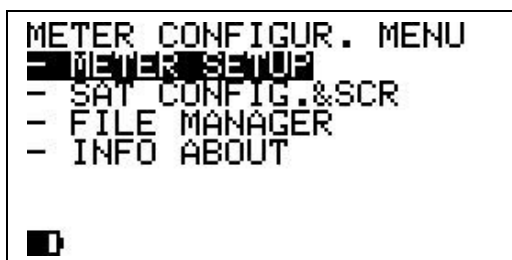 METER CONFIGUR. MENU
- METER SETUP
- SAT CONFIG.&SCR
- FILE MANAGER
- INFO ABOUT